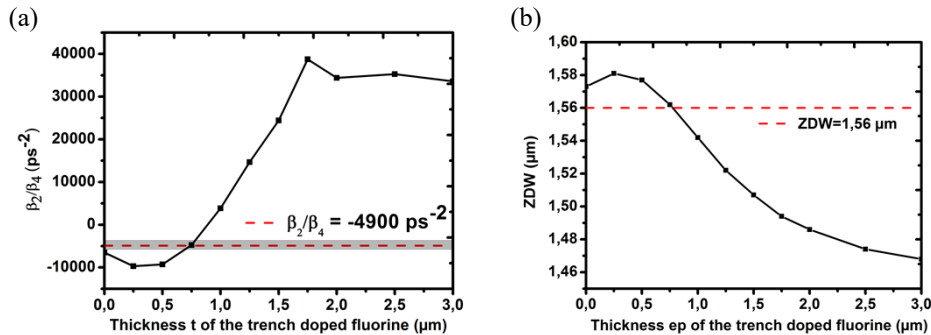 (a)
40000
30000
20000
10000
0
-10000
β2/β4 (ps-2)
β2/β4 = -4900 ps-2
0,0 0,5 1,0 1,5 2,0 2,5 3,0
Thickness t of the trench doped fluorine (µm)
(b)
1,60
1,58
1,56
1,54
1,52
1,50
1,48
1,46
ZDW (µm)
ZDW=1,56 µm
0,0 0,5 1,0 1,5 2,0 2,5 3,0
Thickness ep of the trench doped fluorine (µm)